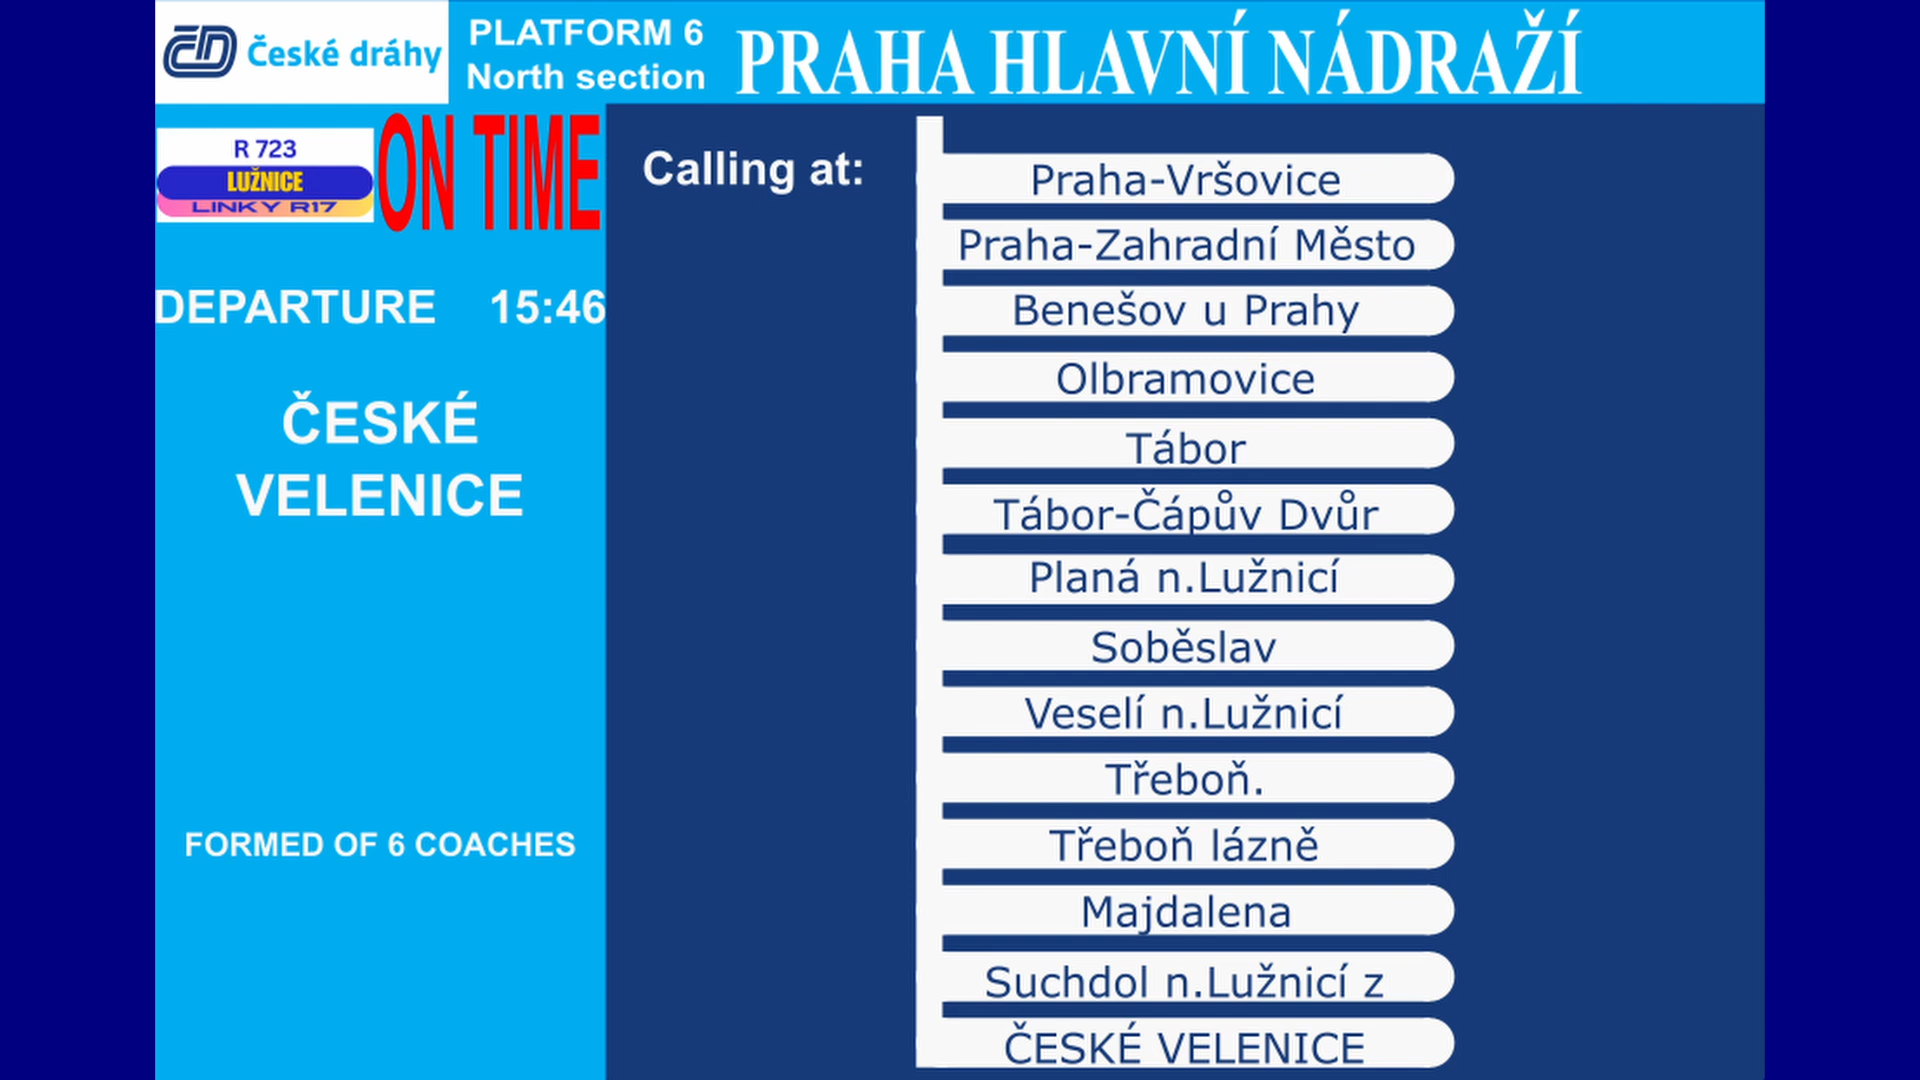 ČD České dráhy
PLATFORM 6
North section
PRAHA HLAVNÍ NÁDRAŽÍ
R 723
LUŽNICE
LINKY R17
ON TIME
DEPARTURE 15:46
ČESKÉ
VELENICE
FORMED OF 6 COACHES
Calling at:
Praha-Vršovice
Praha-Zahradní Město
Benešov u Prahy
Olbramovice
Tábor
Tábor-Čápův Dvůr
Planá n.Lužnicí
Soběslav
Veselí n.Lužnicí
Třeboň.
Třeboň lázně
Majdalena
Suchdol n.Lužnicí z
ČESKÉ VELENICE